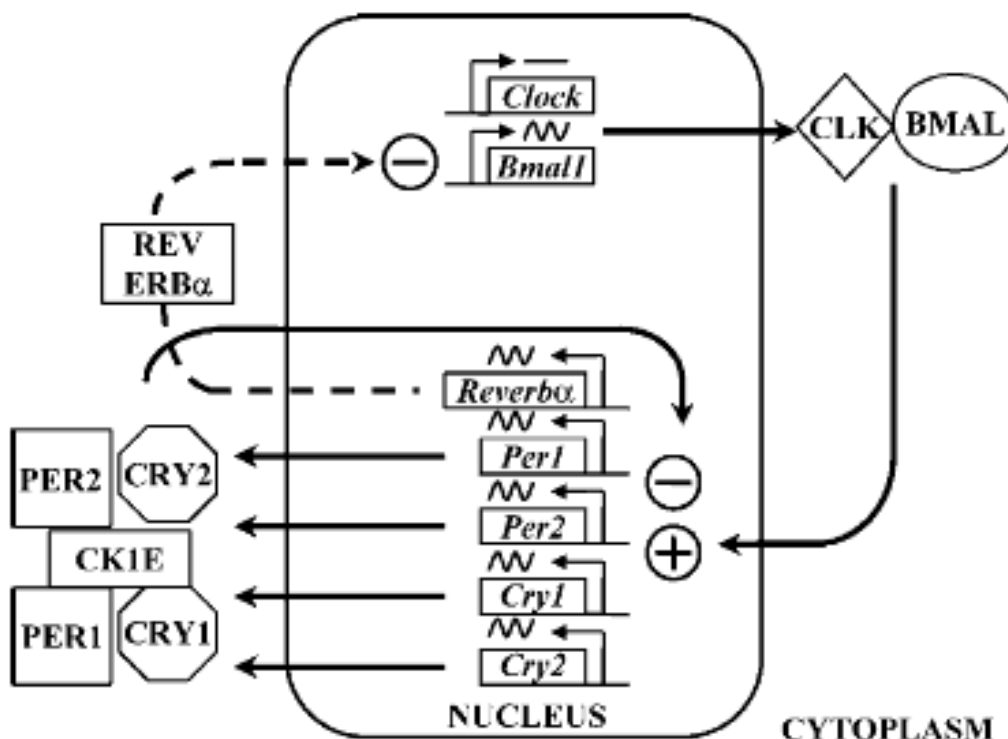 Clock
Bmal1
CLK
BMAL
−
REV
ERBα
Reverbα
Per1
Per2
Cry1
Cry2
−
+
PER2
CRY2
CK1E
PER1
CRY1
NUCLEUS
CYTOPLASM